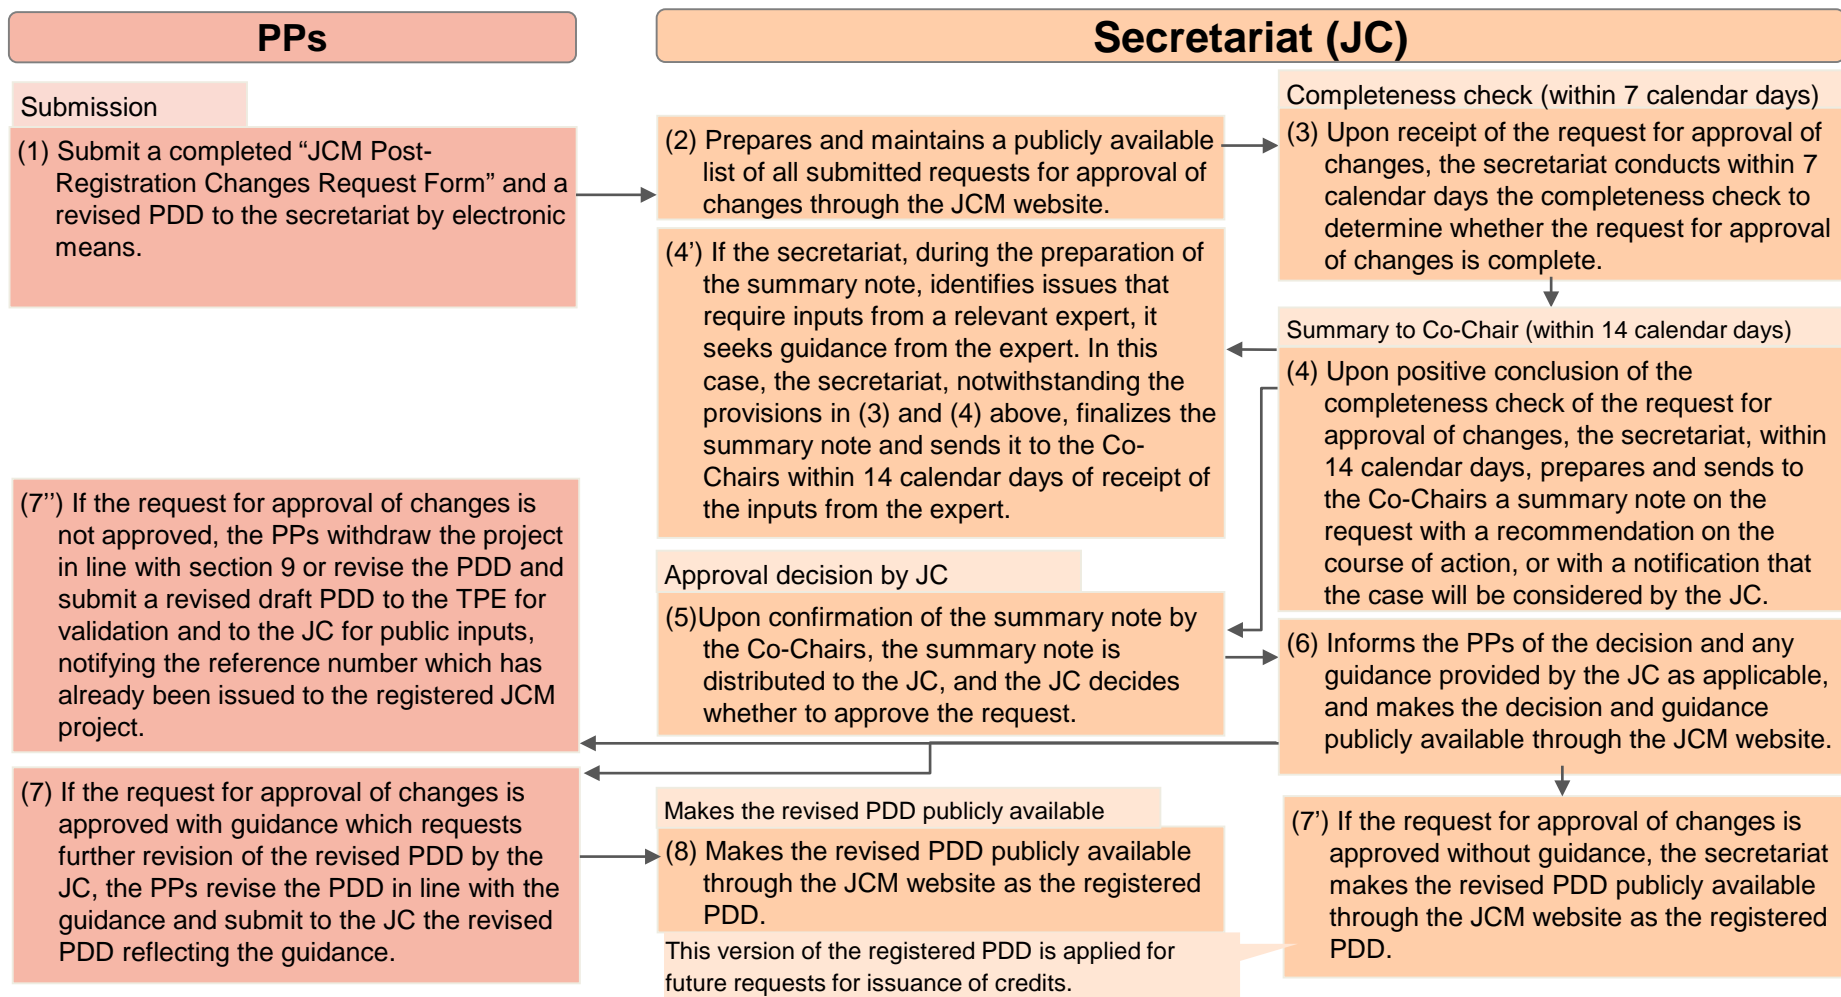 PPs
Secretariat (JC)
Submission
(1) Submit a completed “JCM Post-
Registration Changes Request Form” and a
revised PDD to the secretariat by electronic
means.
(2) Prepares and maintains a publicly available
list of all submitted requests for approval of
changes through the JCM website.
Completeness check (within 7 calendar days)
(3) Upon receipt of the request for approval of
changes, the secretariat conducts within 7
calendar days the completeness check to
determine whether the request for approval
of changes is complete.
(4’) If the secretariat, during the preparation of
the summary note, identifies issues that
require inputs from a relevant expert, it
seeks guidance from the expert. In this
case, the secretariat, notwithstanding the
provisions in (3) and (4) above, finalizes the
summary note and sends it to the Co-
Chairs within 14 calendar days of receipt of
the inputs from the expert.
Summary to Co-Chair (within 14 calendar days)
(4) Upon positive conclusion of the
completeness check of the request for
approval of changes, the secretariat, within
14 calendar days, prepares and sends to
the Co-Chairs a summary note on the
request with a recommendation on the
course of action, or with a notification that
the case will be considered by the JC.
Approval decision by JC
(5)Upon confirmation of the summary note by
the Co-Chairs, the summary note is
distributed to the JC, and the JC decides
whether to approve the request.
(6) Informs the PPs of the decision and any
guidance provided by the JC as applicable,
and makes the decision and guidance
publicly available through the JCM website.
(7’’) If the request for approval of changes is
not approved, the PPs withdraw the project
in line with section 9 or revise the PDD and
submit a revised draft PDD to the TPE for
validation and to the JC for public inputs,
notifying the reference number which has
already been issued to the registered JCM
project.
(7) If the request for approval of changes is
approved with guidance which requests
further revision of the revised PDD by the
JC, the PPs revise the PDD in line with the
guidance and submit to the JC the revised
PDD reflecting the guidance.
Makes the revised PDD publicly available
(8) Makes the revised PDD publicly available
through the JCM website as the registered
PDD.
This version of the registered PDD is applied for
future requests for issuance of credits.
(7’) If the request for approval of changes is
approved without guidance, the secretariat
makes the revised PDD publicly available
through the JCM website as the registered
PDD.